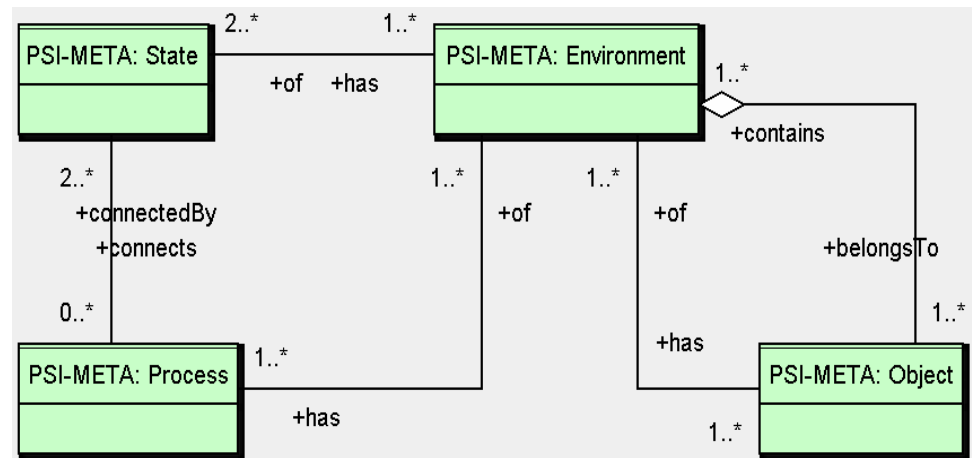 2..*
1..*
PSI-META: State
PSI-META: Environment
+of
+has
1..*
+contains
2..*
1..*
1..*
+connectedBy
+of
+of
+connects
+belongsTo
0..*
1..*
1..*
+has
PSI-META: Process
PSI-META: Object
+has
1..*